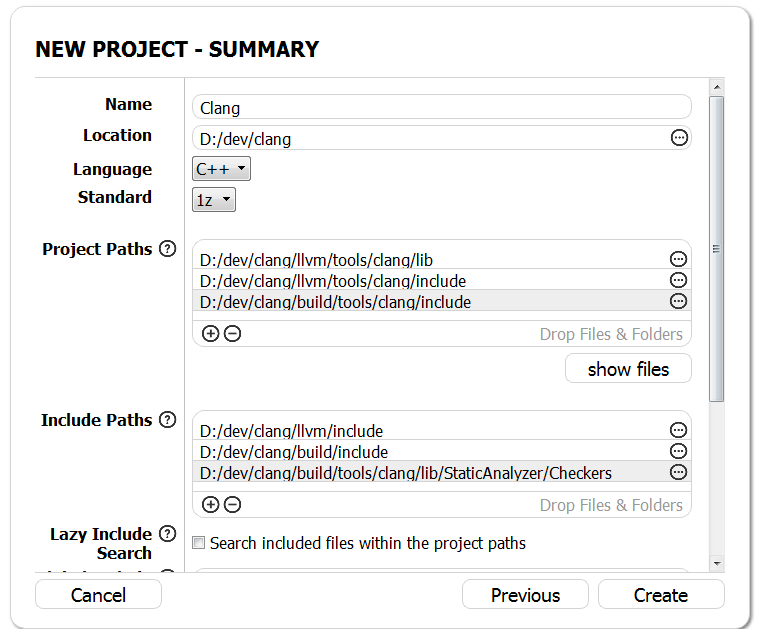 NEW PROJECT - SUMMARY
Name
Clang
Location
D:/dev/clang
Language
C++
Standard
1z
Project Paths ?
D:/dev/clang/llvm/tools/clang/lib
D:/dev/clang/llvm/tools/clang/include
D:/dev/clang/build/tools/clang/include
Drop Files & Folders
show files
Include Paths ?
D:/dev/clang/llvm/include
D:/dev/clang/build/include
D:/dev/clang/build/tools/clang/lib/StaticAnalyzer/Checkers
Drop Files & Folders
Lazy Include ?
Search
Search included files within the project paths
Cancel
Previous
Create